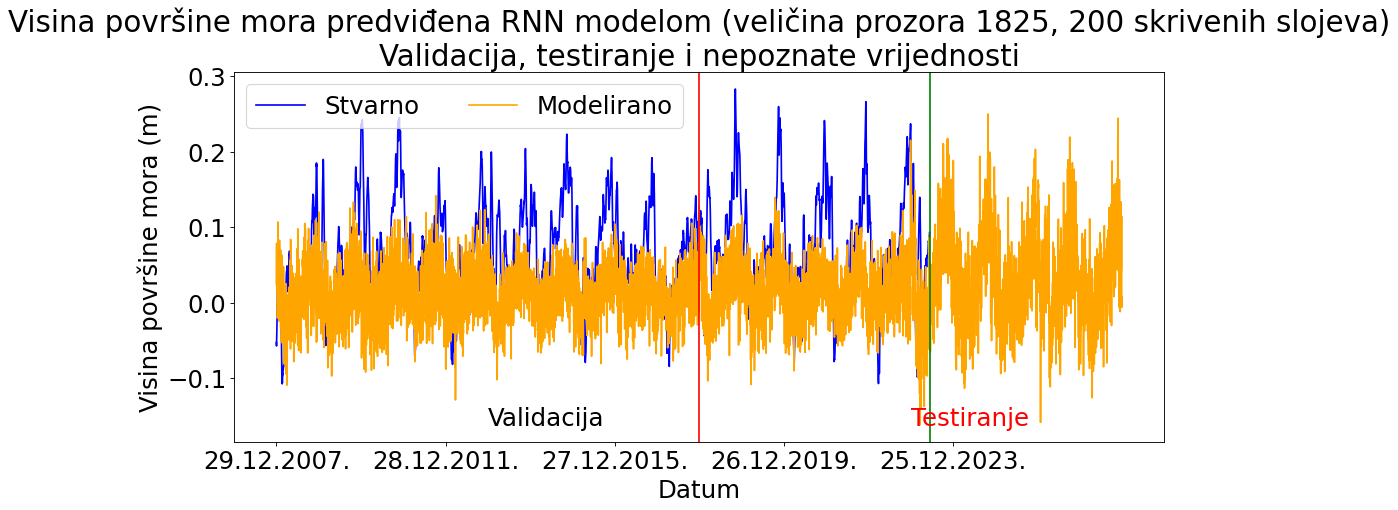 Visina površine mora predviđena RNN modelom (veličina prozora 1825, 200 skrivenih slojeva)
Validacija, testiranje i nepoznate vrijednosti
Stvarno Modelirano
Visina površine mora (m)
0.3
0.2
0.1
0.0
−0.1
Validacija Testiranje
29.12.2007. 28.12.2011. 27.12.2015. 26.12.2019. 25.12.2023.
Datum